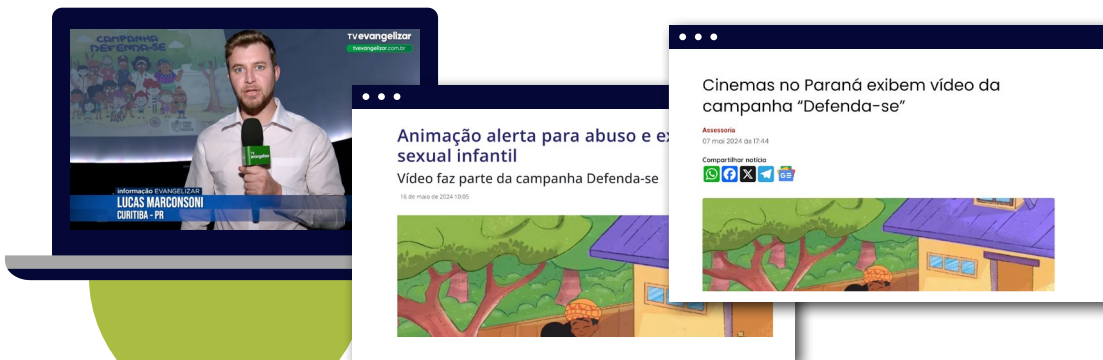 CAMPANHA
DEFENDA-SE
TVevangelizar
tvevangelizar.com.br
TV
evangelizar
informação EVANGELIZAR
LUCAS MARCONSONI
CURITIBA - PR
Animação alerta para abuso e e
sexual infantil
Vídeo faz parte da campanha Defenda-se
16 de maio de 2024 10:05
Cinemas no Paraná exibem vídeo da
campanha “Defenda-se”
Assessoria
07 mai 2024 às 17:44
Compartilhar notícia